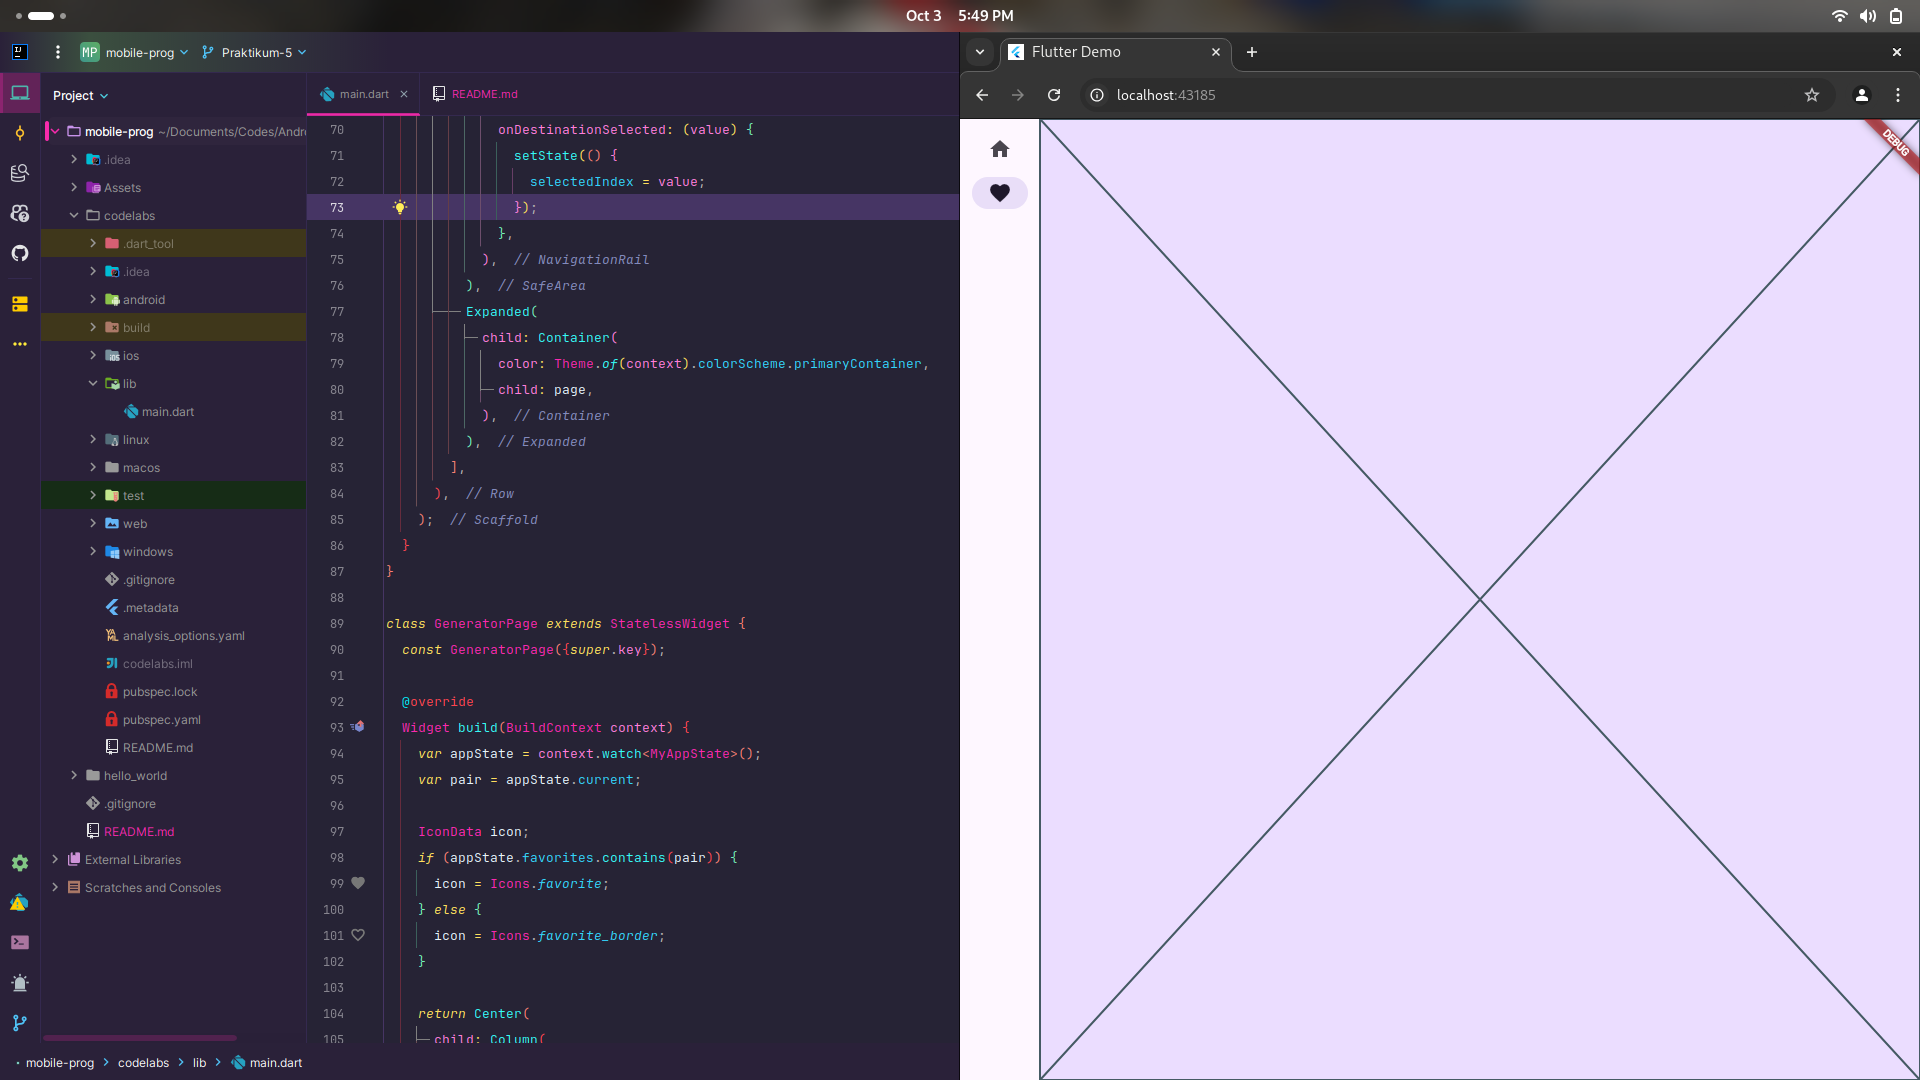 Oct 3 5:49 PM
IJ
MP mobile-prog Praktikum-5
Project
mobile-prog ~/Documents/Codes/Andr
.idea
Assets
codelabs
.dart_tool
.idea
android
build
ios
lib
main.dart
linux
macos
test
web
windows
.gitignore
.metadata
analysis_options.yaml
codelabs.iml
pubspec.lock
pubspec.yaml
README.md
hello_world
.gitignore
README.md
External Libraries
Scratches and Consoles
main.dart
README.md
70 onDestinationSelected: (value) {
71 setState(() {
72 selectedIndex = value;
73 });
74 },
75 ), // NavigationRail
76 ), // SafeArea
77 Expanded(
78 child: Container(
79 color: Theme.of(context).colorScheme.primaryContainer,
80 child: page,
81 ), // Container
82 ), // Expanded
83 ],
84 ), // Row
85 ); // Scaffold
86 }
87 }
88
89 class GeneratorPage extends StatelessWidget {
90 const GeneratorPage({super.key});
91
92 @override
93 Widget build(BuildContext context) {
94 var appState = context.watch<MyAppState>();
95 var pair = appState.current;
96
97 IconData icon;
98 if (appState.favorites.contains(pair)) {
99 icon = Icons.favorite;
100 } else {
101 icon = Icons.favorite_border;
102 }
103
104 return Center(
105 child: Column(
mobile-prog > codelabs > lib > main.dart
Flutter Demo
localhost:43185
DEBUG